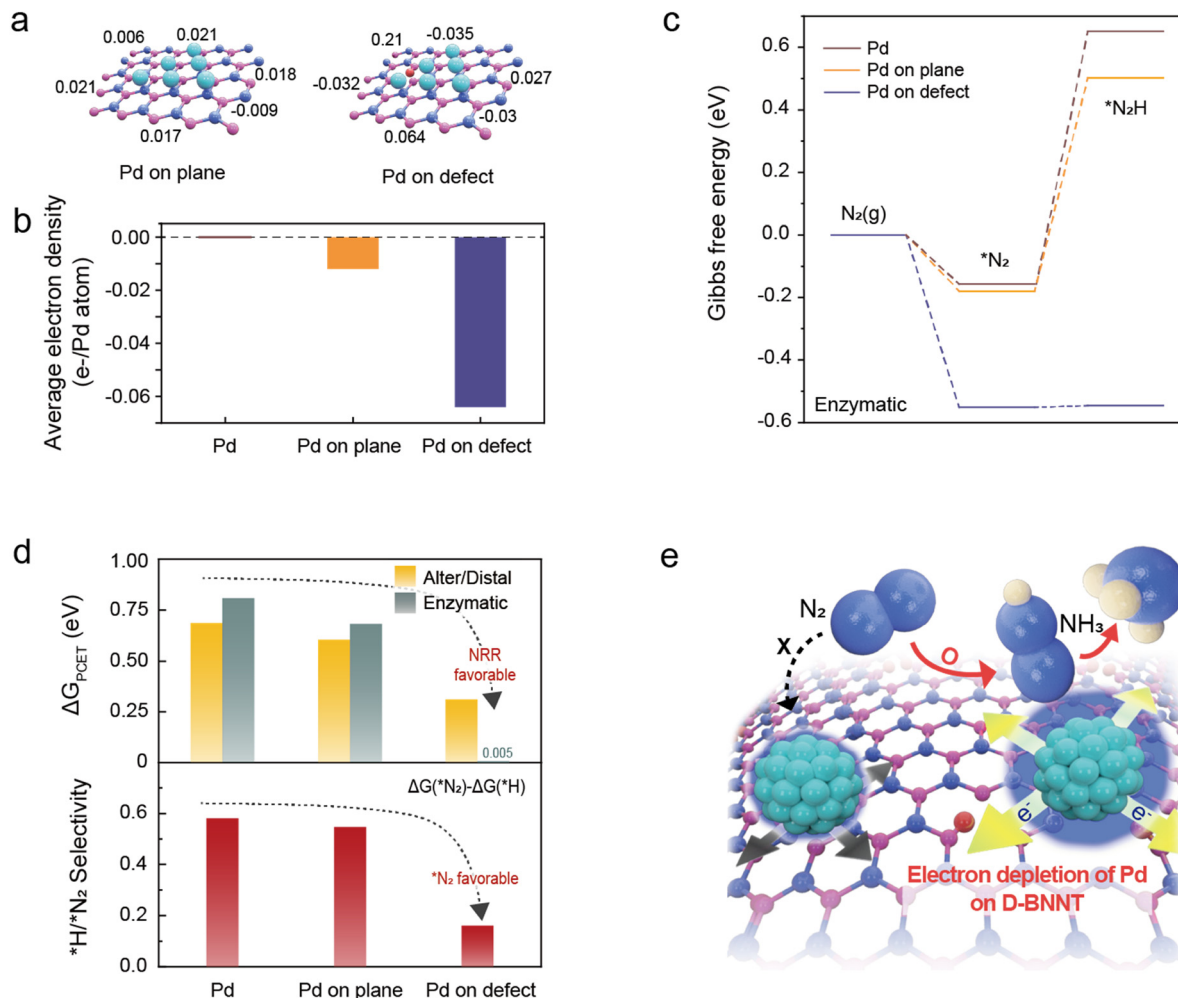 a
0.006
0.021
0.021
0.018
-0.009
0.017
Pd on plane
0.21
-0.035
-0.032
0.027
-0.03
0.064
Pd on defect
b
Average electron density
(e-/Pd atom)
0.00
-0.02
-0.04
-0.06
Pd
Pd on plane
Pd on defect
c
Gibbs free energy (eV)
0.6
0.4
0.2
0.0
-0.2
-0.4
-0.6
Pd
Pd on plane
Pd on defect
N₂(g)
*N₂
*N₂H
Enzymatic
d
ΔG_PCET (eV)
1.00
0.75
0.50
0.25
0
Alter/Distal
Enzymatic
NRR
favorable
0.005
*H/*N₂ Selectivity
0.6
0.4
0.2
0.0
ΔG(*N₂)-ΔG(*H)
*N₂ favorable
Pd
Pd on plane
Pd on defect
e
N₂
X
O
NH₃
e⁻
e⁻
Electron depletion of Pd
on D-BNNT